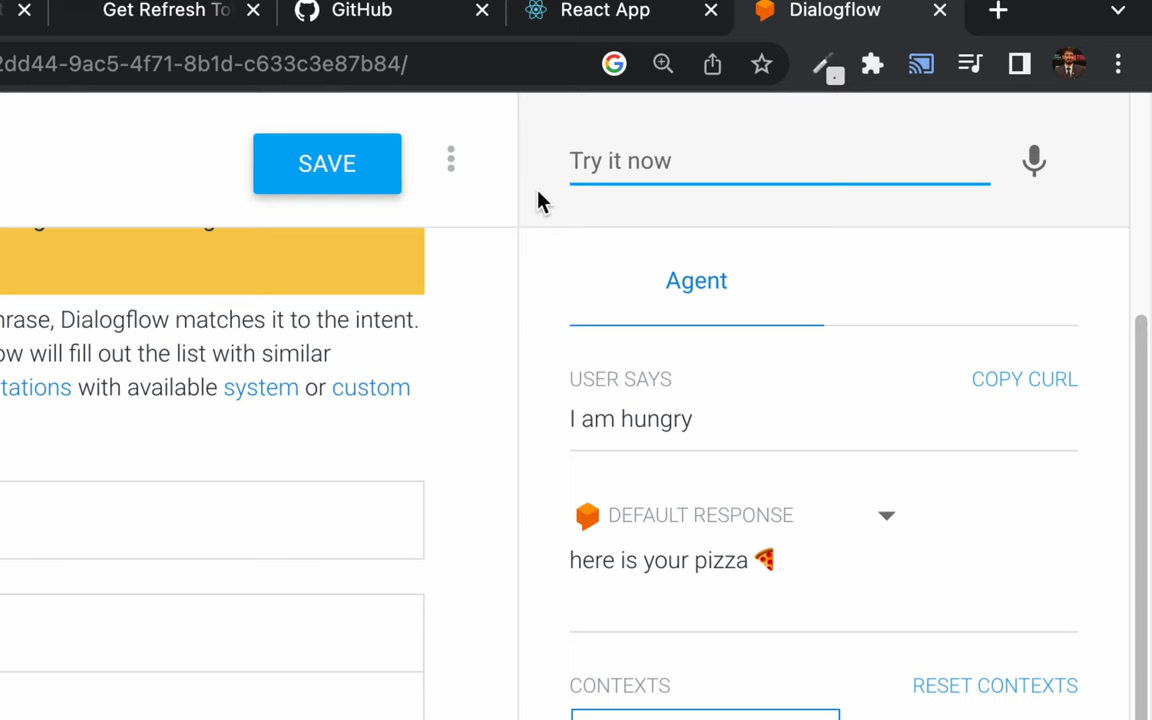 Get Refresh To
GitHub
React App
Dialogflow
2dd44-9ac5-4f71-8b1d-c633c3e87b84/
SAVE
Try it now
Agent
hrase, Dialogflow matches it to the intent.
ow will fill out the list with similar
tations with available system or custom
USER SAYS
COPY CURL
I am hungry
DEFAULT RESPONSE
here is your pizza 🍕
CONTEXTS
RESET CONTEXTS